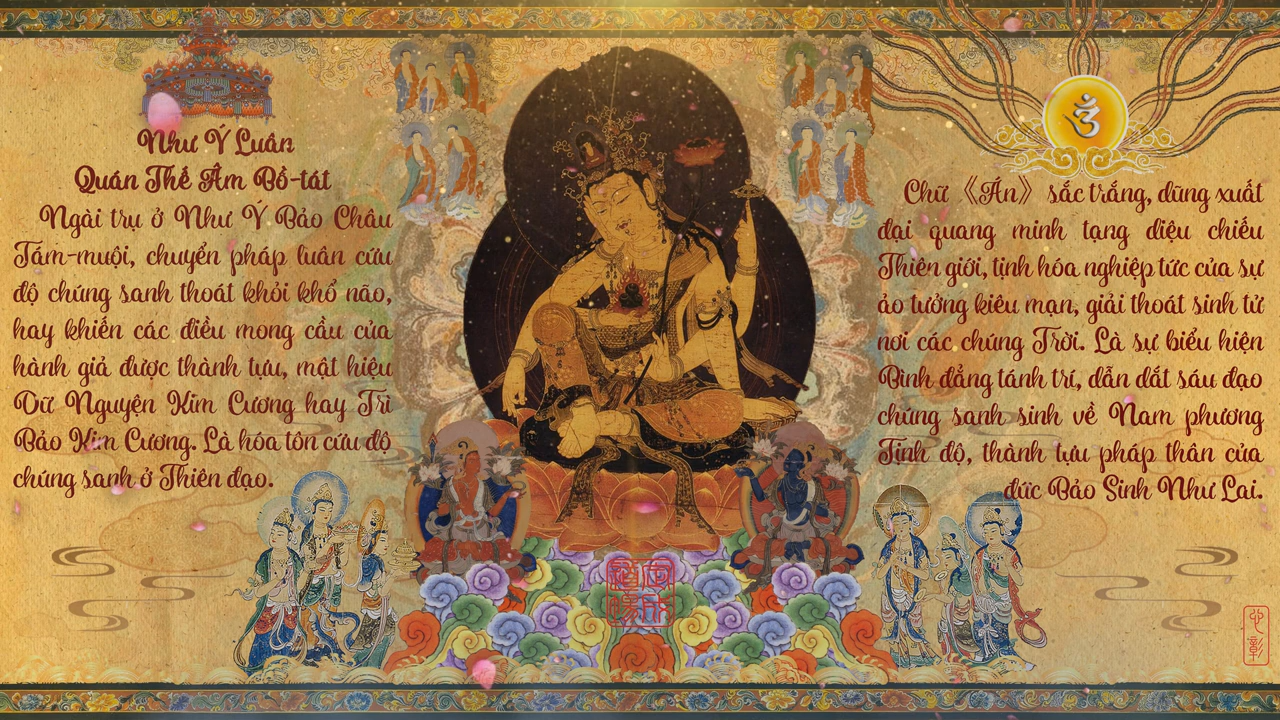 Như Ý Luân
Quán Thế Âm Bồ-tát
Ngài trụ ở Như Ý Bảo Châu
Tám-muội, chuyển pháp luân cứu
độ chúng sanh thoát khỏi khổ não,
hay khiến các điều mong cầu của
hành giả được thành tựu, mật hiệu
Dữ Nguyện Kim Cương hay Trì
Bảo Kim Cương. Là hóa tôn cứu độ
chúng sanh ở Thiên đạo.
ॐ
Chữ《Án》sắc trắng, dũng xuất
đại quang minh tạng diệu chiếu
Thiên giới, tịnh hóa nghiệp tức của sự
ảo tưởng kiêu mạn, giải thoát sinh tử
nơi các chúng Trời. Là sự biểu hiện
Bình đẳng tánh trí, dẫn dắt sáu đạo
chúng sanh sinh về Nam phương
Tịnh độ, thành tựu pháp thân của
đức Bảo Sinh Như Lai.